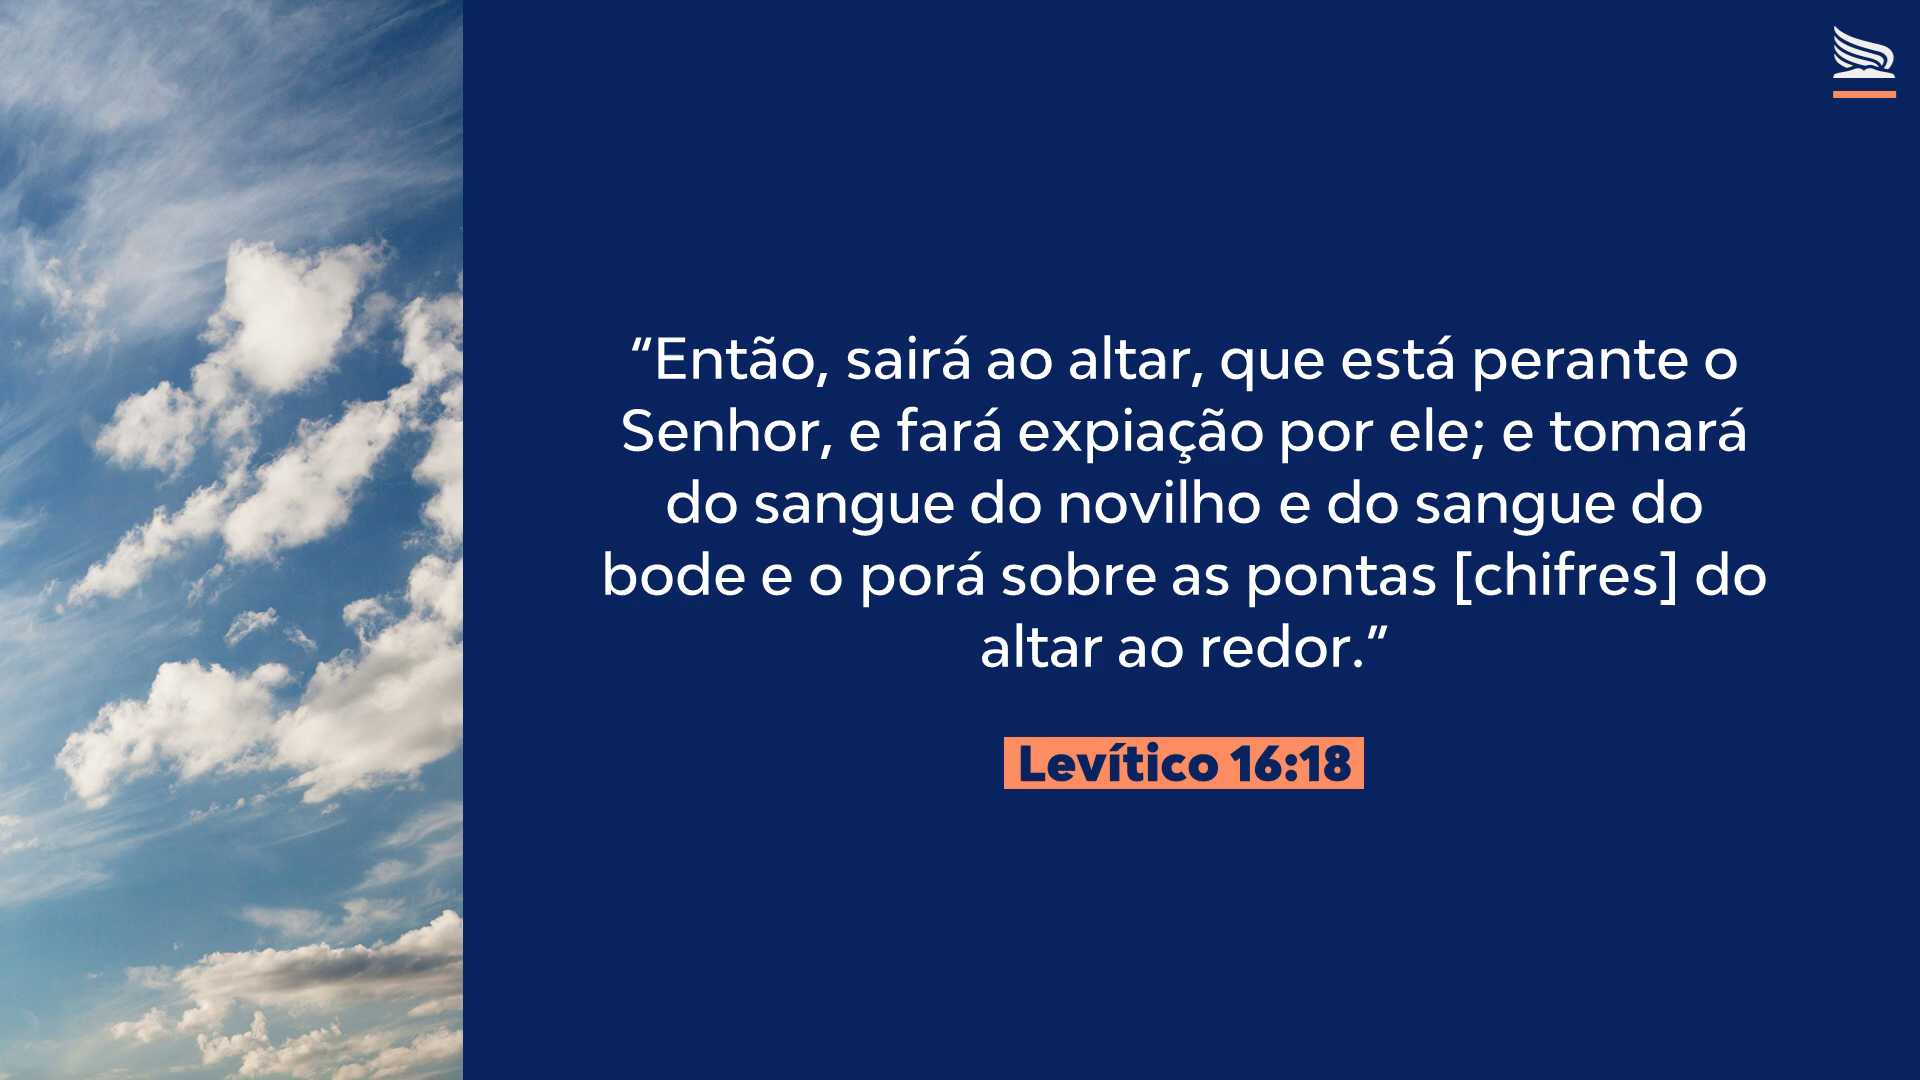 “Então, sairá ao altar, que está perante o
Senhor, e fará expiação por ele; e tomará
do sangue do novilho e do sangue do
bode e o porá sobre as pontas [chifres] do
altar ao redor.”
Levítico 16:18